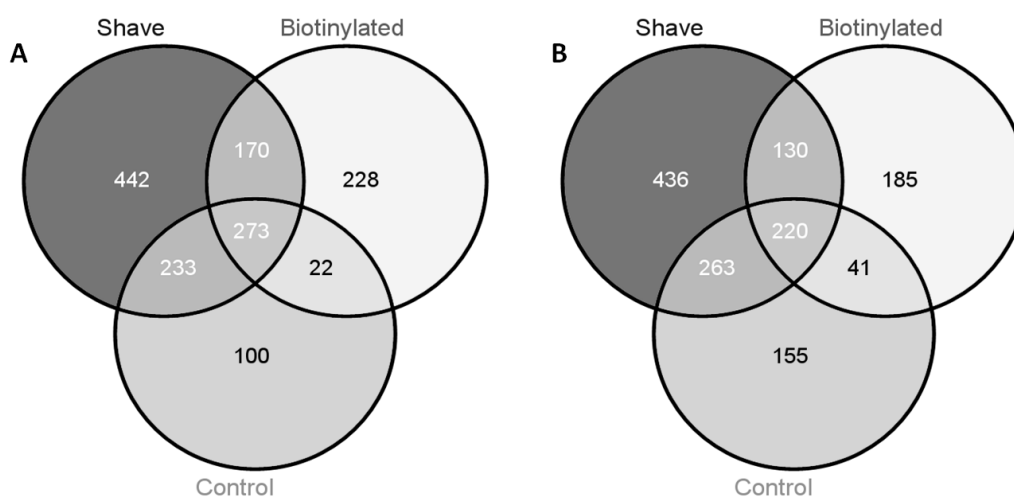 A
Shave
Biotinylated
442
170
228
273
233
22
100
Control
B
Shave
Biotinylated
436
130
185
220
263
41
155
Control